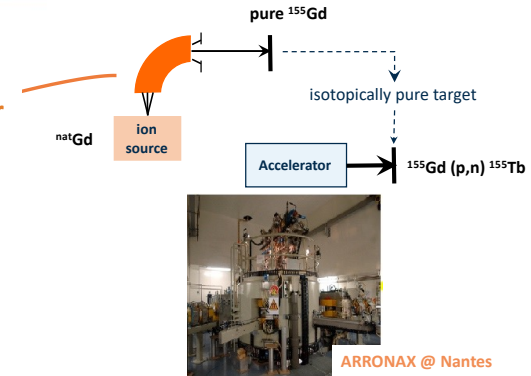 pure ¹⁵⁵Gd
isotopically pure target
ⁿᵃᵗGd
ion
source
Accelerator
¹⁵⁵Gd (p,n) ¹⁵⁵Tb
ARRONAX @ Nantes